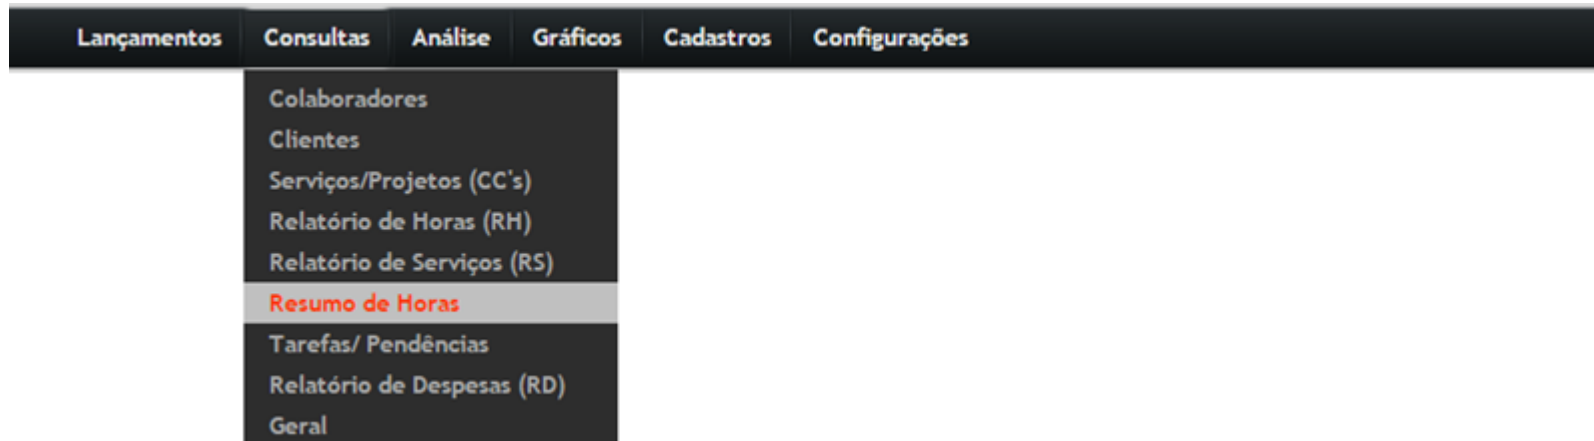 Lançamentos Consultas Análise Gráficos Cadastros Configurações
Colaboradores
Clientes
Serviços/Projetos (CC's)
Relatório de Horas (RH)
Relatório de Serviços (RS)
Resumo de Horas
Tarefas/ Pendências
Relatório de Despesas (RD)
Geral